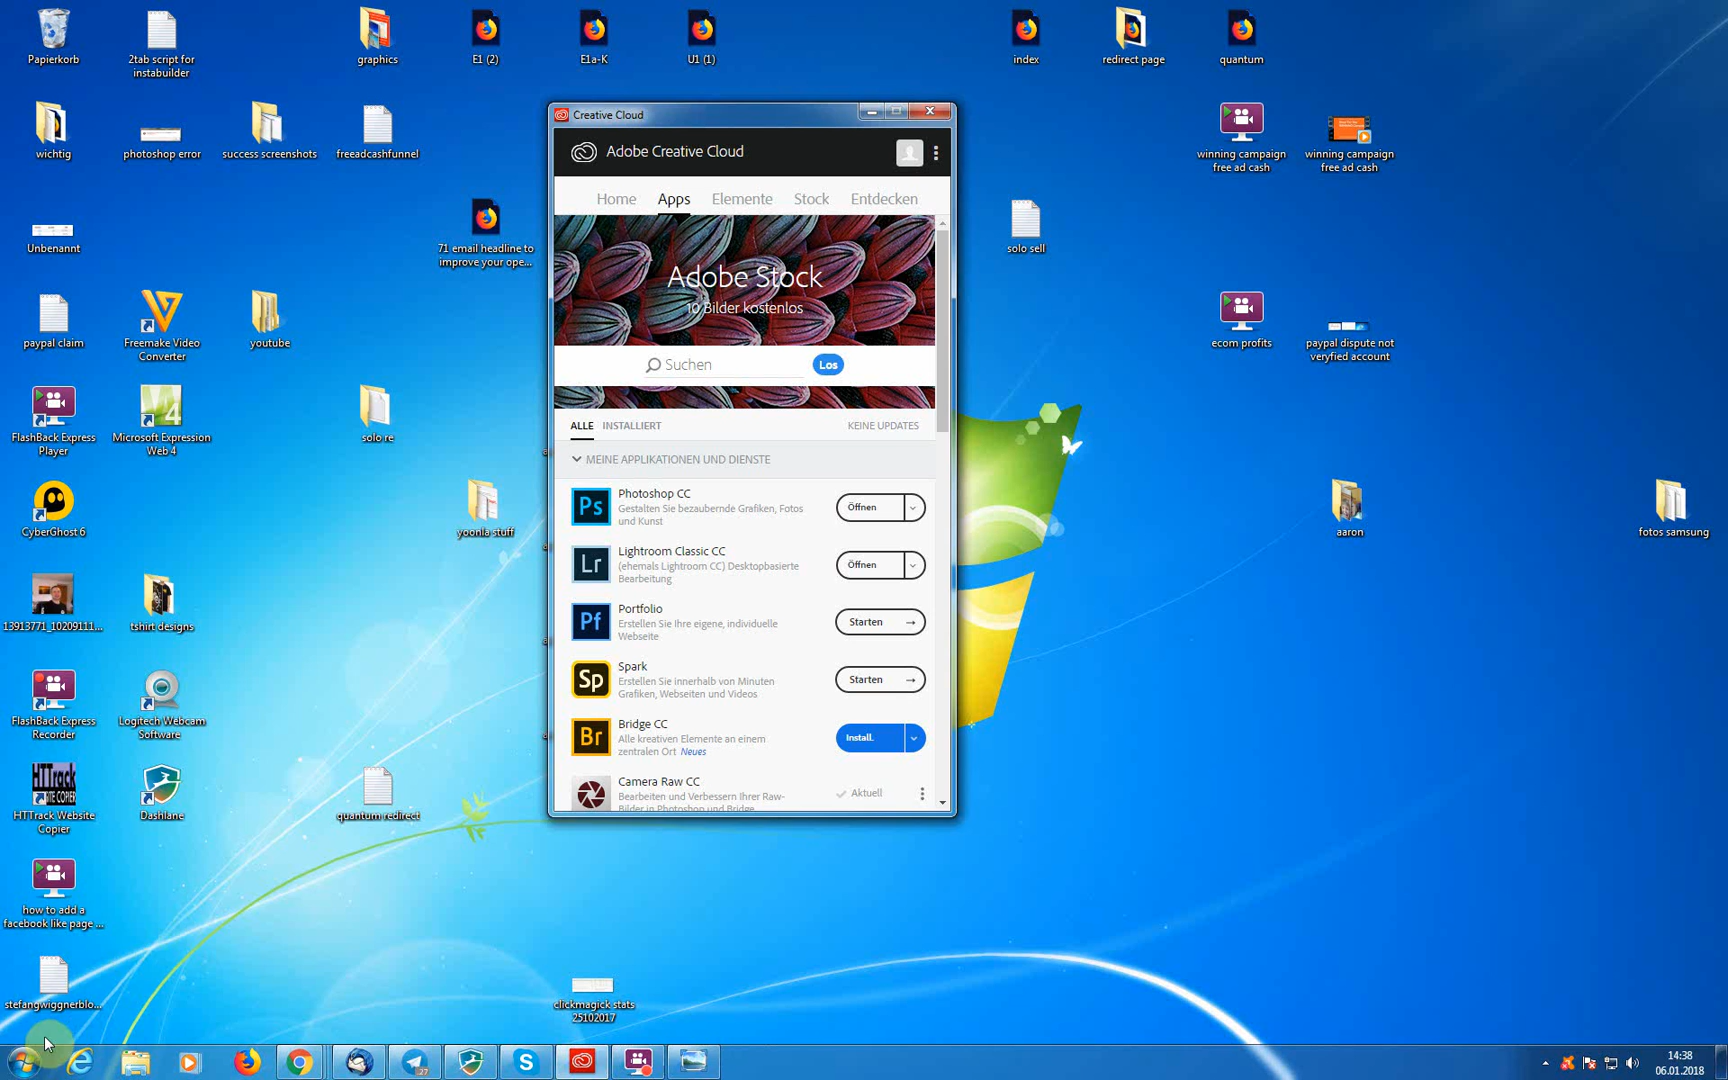 Papierkorb
2tab script for
instabuilder
graphics
E1 (2)
E1a-K
U1 (1)
index
redirect page
quantum
wichtig
photoshop error
success screenshots
freeadcashfunnel
winning campaign
free ad cash
winning campaign
free ad cash
Unbenannt
71 email headline to
improve your ope...
solo sell
paypal claim
Freemake Video
Converter
youtube
ecom profits
paypal dispute not
veryfied account
FlashBack Express
Player
Microsoft Expression
Web 4
solo re
CyberGhost 6
yoonla stuff
aaron
fotos samsung
13913771_10209111...
tshirt designs
FlashBack Express
Recorder
Logitech Webcam
Software
HTTrack
SITE COPIER
HTTrack Website
Copier
Dashlane
quantum redirect
how to add a
facebook like page ...
stefangwiggnerblo...
clickmagick stats
25102017
Creative Cloud
Adobe Creative Cloud
Home Apps Elemente Stock Entdecken
Adobe Stock
10 Bilder kostenlos
Suchen Los
ALLE INSTALLIERT KEINE UPDATES
MEINE APPLIKATIONEN UND DIENSTE
Ps
Photoshop CC
Gestalten Sie bezaubernde Grafiken, Fotos
und Kunst
Öffnen
Lr
Lightroom Classic CC
(ehemals Lightroom CC) Desktopbasierte
Bearbeitung
Öffnen
Pf
Portfolio
Erstellen Sie Ihre eigene, individuelle
Webseite
Starten →
Sp
Spark
Erstellen Sie innerhalb von Minuten
Grafiken, Webseiten und Videos
Starten →
Br
Bridge CC
Alle kreativen Elemente an einem
zentralen Ort Neues
Install.
Camera Raw CC
Bearbeiten und Verbessern Ihrer Raw-
Bilder in Photoshop und Bridge
Aktuell
27
14:38
06.01.2018